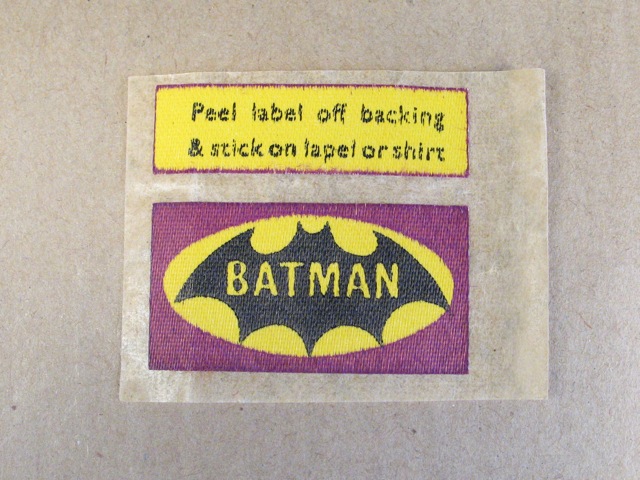 Peel label off backing
& stick on lapel or shirt
BATMAN